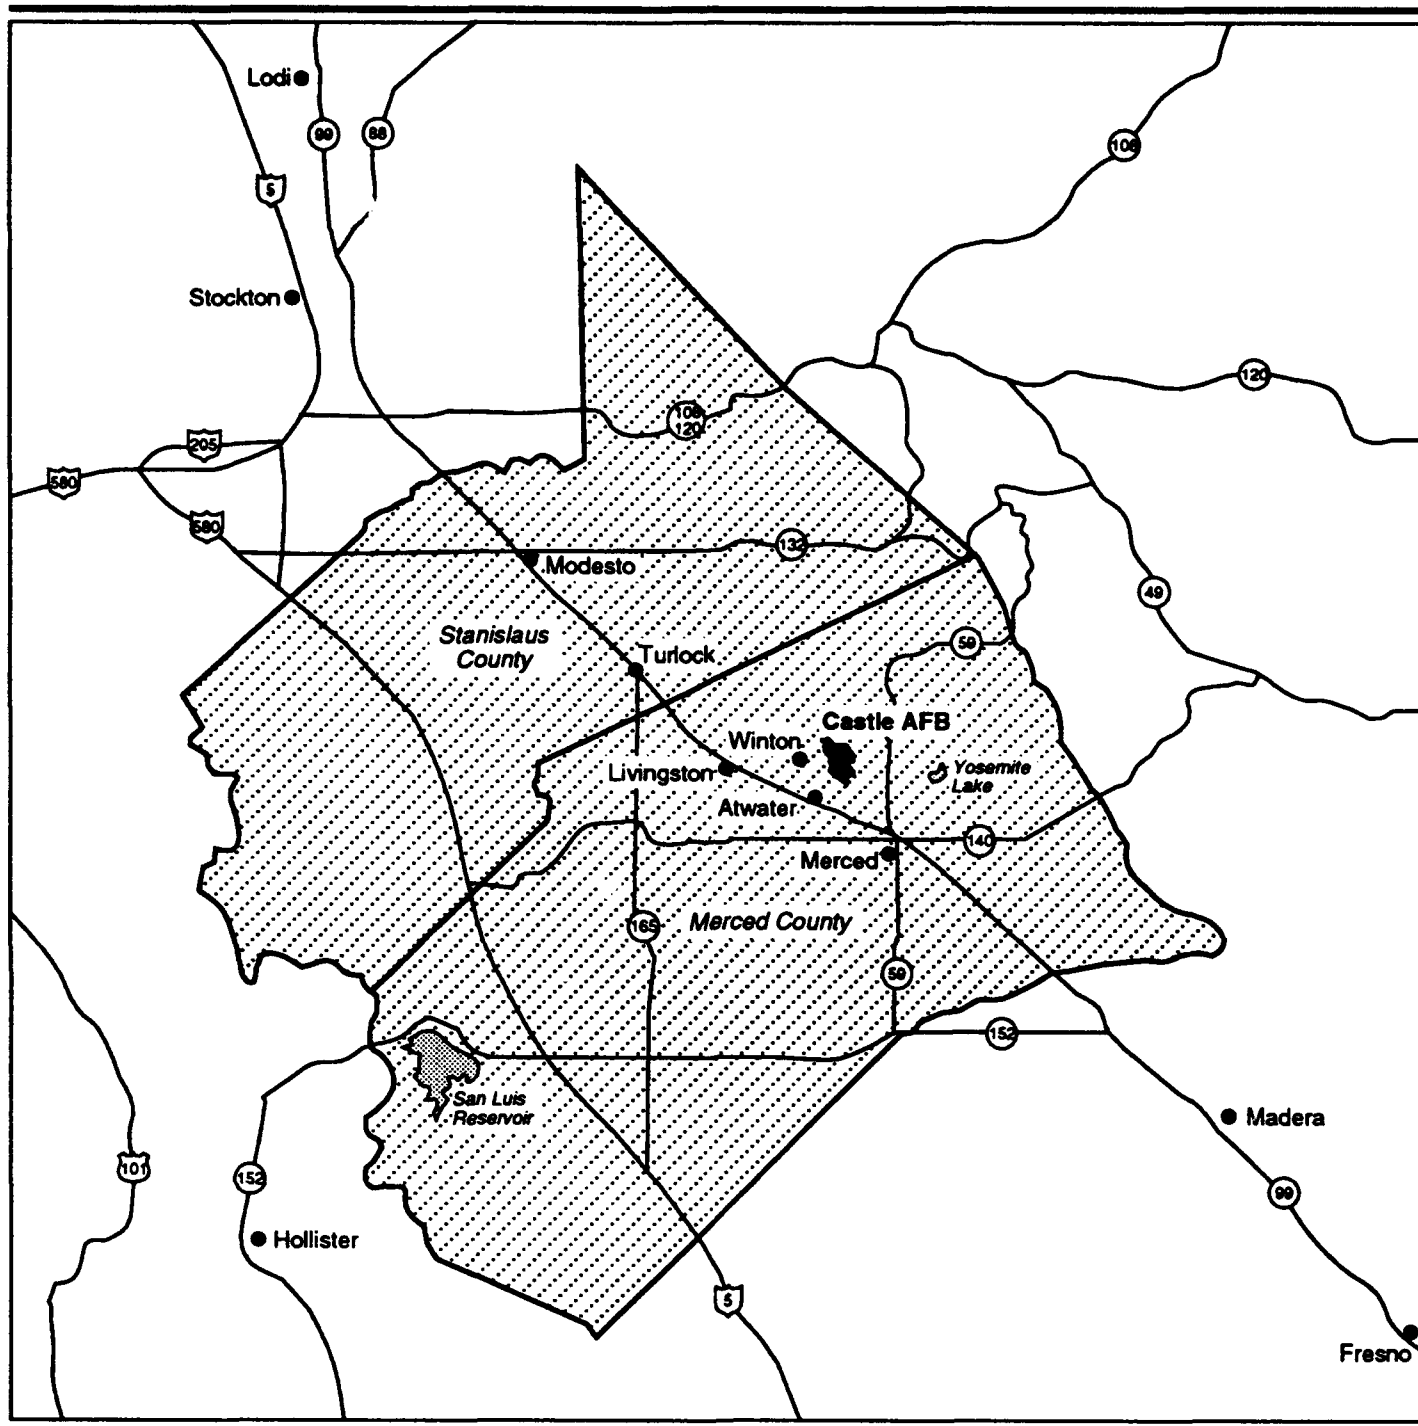 Lodi
99
88
108
5
Stockton
120
108
120
205
580
580
132
Modesto
49
Stanislaus
County
59
Turlock
Castle AFB
Winton
Livingston
Yosemite
Lake
Atwater
140
Merced
165
Merced County
59
152
San Luis
Reservoir
Madera
101
152
99
Hollister
5
Fresno